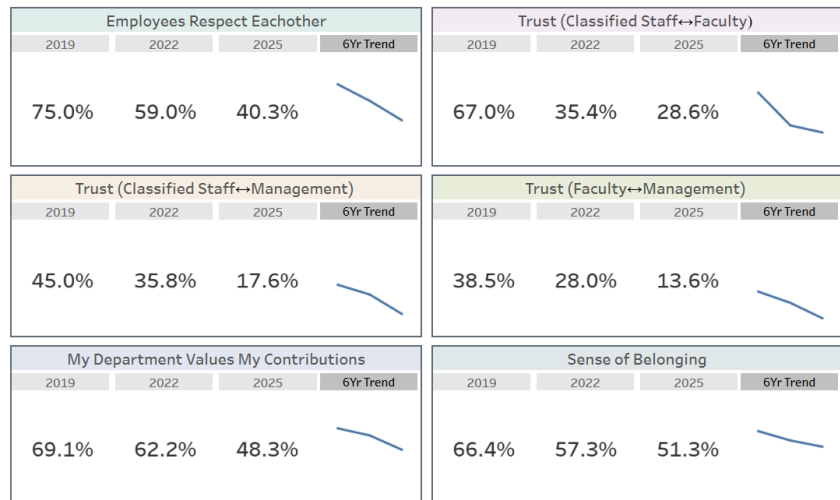 Employees Respect Eachother
2019 2022 2025 6Yr Trend
75.0% 59.0% 40.3%
Trust (Classified Staff↔Faculty)
2019 2022 2025 6Yr Trend
67.0% 35.4% 28.6%
Trust (Classified Staff↔Management)
2019 2022 2025 6Yr Trend
45.0% 35.8% 17.6%
Trust (Faculty↔Management)
2019 2022 2025 6Yr Trend
38.5% 28.0% 13.6%
My Department Values My Contributions
2019 2022 2025 6Yr Trend
69.1% 62.2% 48.3%
Sense of Belonging
2019 2022 2025 6Yr Trend
66.4% 57.3% 51.3%